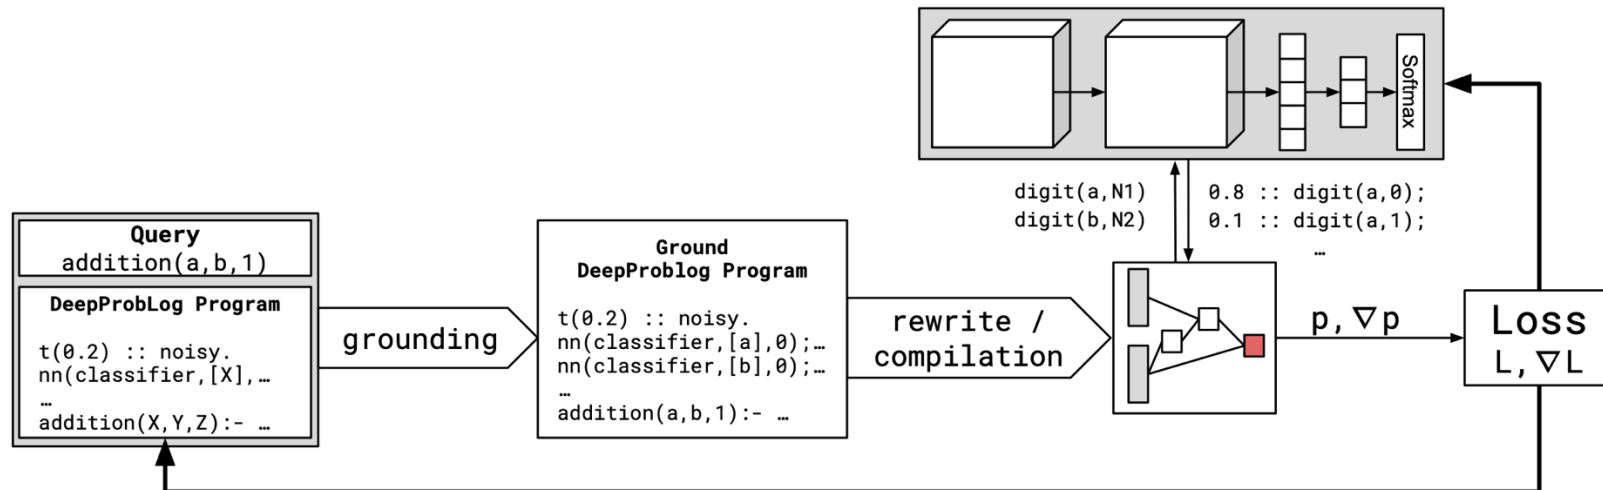 Query
addition(a,b,1)
DeepProbLog Program
t(0.2) :: noisy.
nn(classifier,[X],…
…
addition(X,Y,Z):- …
grounding
Ground
DeepProblog Program
t(0.2) :: noisy.
nn(classifier,[a],0);…
nn(classifier,[b],0);…
…
addition(a,b,1):- …
rewrite /
compilation
digit(a,N1)
digit(b,N2)
0.8 :: digit(a,0);
0.1 :: digit(a,1);
…
Softmax
p,∇p
Loss
L,∇L